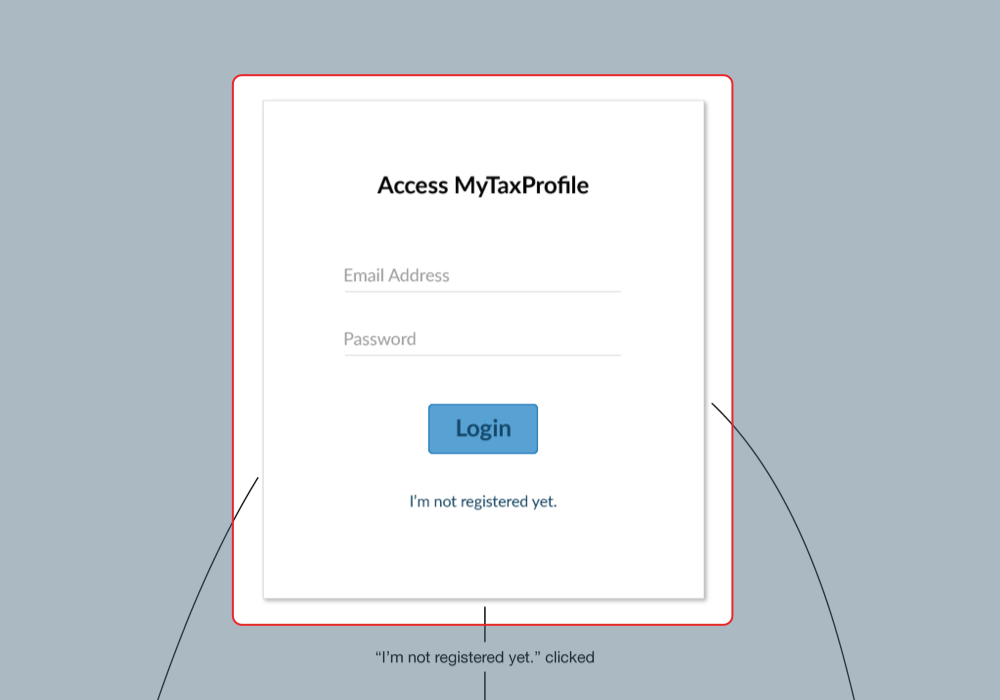 Access MyTaxProfile
Email Address
Password
Login
I'm not registered yet.
“I'm not registered yet.” clicked